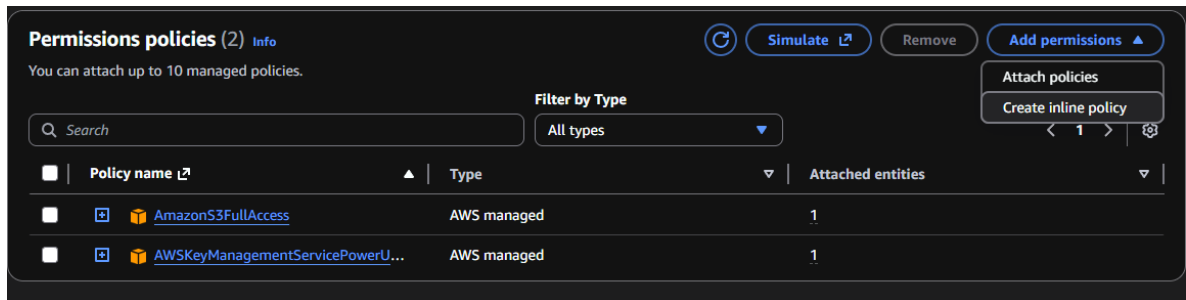 Permissions policies (2) Info
Simulate Remove Add permissions
You can attach up to 10 managed policies.
Attach policies
Create inline policy
Filter by Type
Search All types
1
Policy name Type Attached entities
AmazonS3FullAccess AWS managed 1
AWSKeyManagementServicePowerU... AWS managed 1